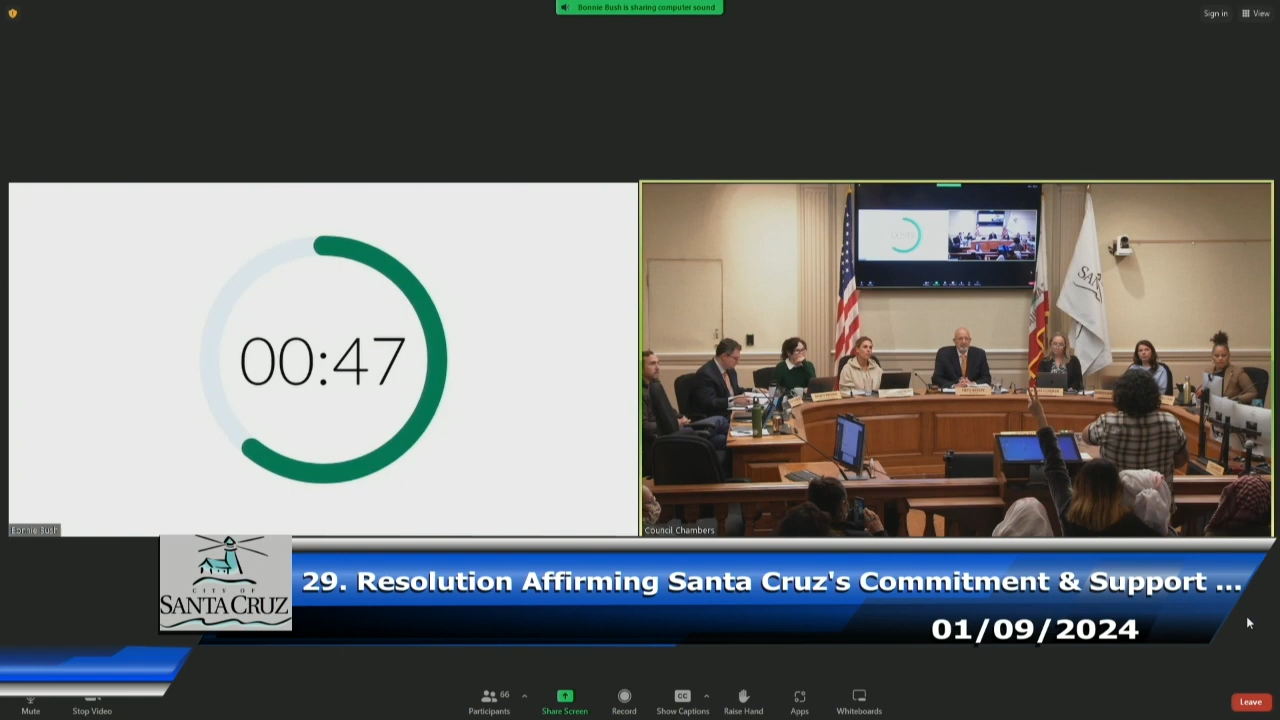 Bonnie Bush is sharing computer sound
Sign in
View
00:47
SAN
Bonnie Bush
Council Chambers
CITY OF
SANTA CRUZ
29. Resolution Affirming Santa Cruz's Commitment & Support ...
01/09/2024
Mute
Stop Video
Participants
66
Share Screen
CC
Show Captions
Record
Raise Hand
Apps
Whiteboards
Leave